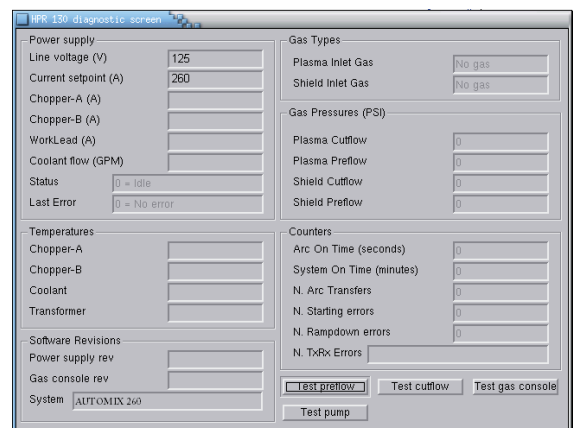 HPR 130 diagnostic screen
Power supply
Line voltage (V) 125
Current setpoint (A) 260
Chopper-A (A)
Chopper-B (A)
WorkLead (A)
Coolant flow (GPM)
Status 0 = Idle
Last Error 0 = No error
Temperatures
Chopper-A
Chopper-B
Coolant
Transformer
Software Revisions
Power supply rev
Gas console rev
System AUTOMIX 260
Gas Types
Plasma Inlet Gas No gas
Shield Inlet Gas No gas
Gas Pressures (PSI)
Plasma Cutflow 0
Plasma Preflow 0
Shield Cutflow 0
Shield Preflow 0
Counters
Arc On Time (seconds) 0
System On Time (minutes) 0
N. Arc Transfers 0
N. Starting errors 0
N. Rampdown errors 0
N. TxRx Errors
Test preflow Test cutflow Test gas console
Test pump